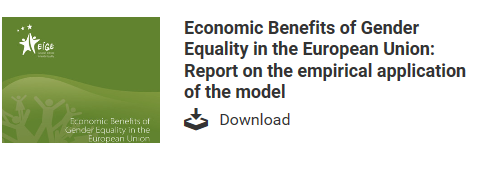 eige
Economic Benefits of
Gender Equality in the
European Union
Economic Benefits of Gender
Equality in the European Union:
Report on the empirical application
of the model
Download